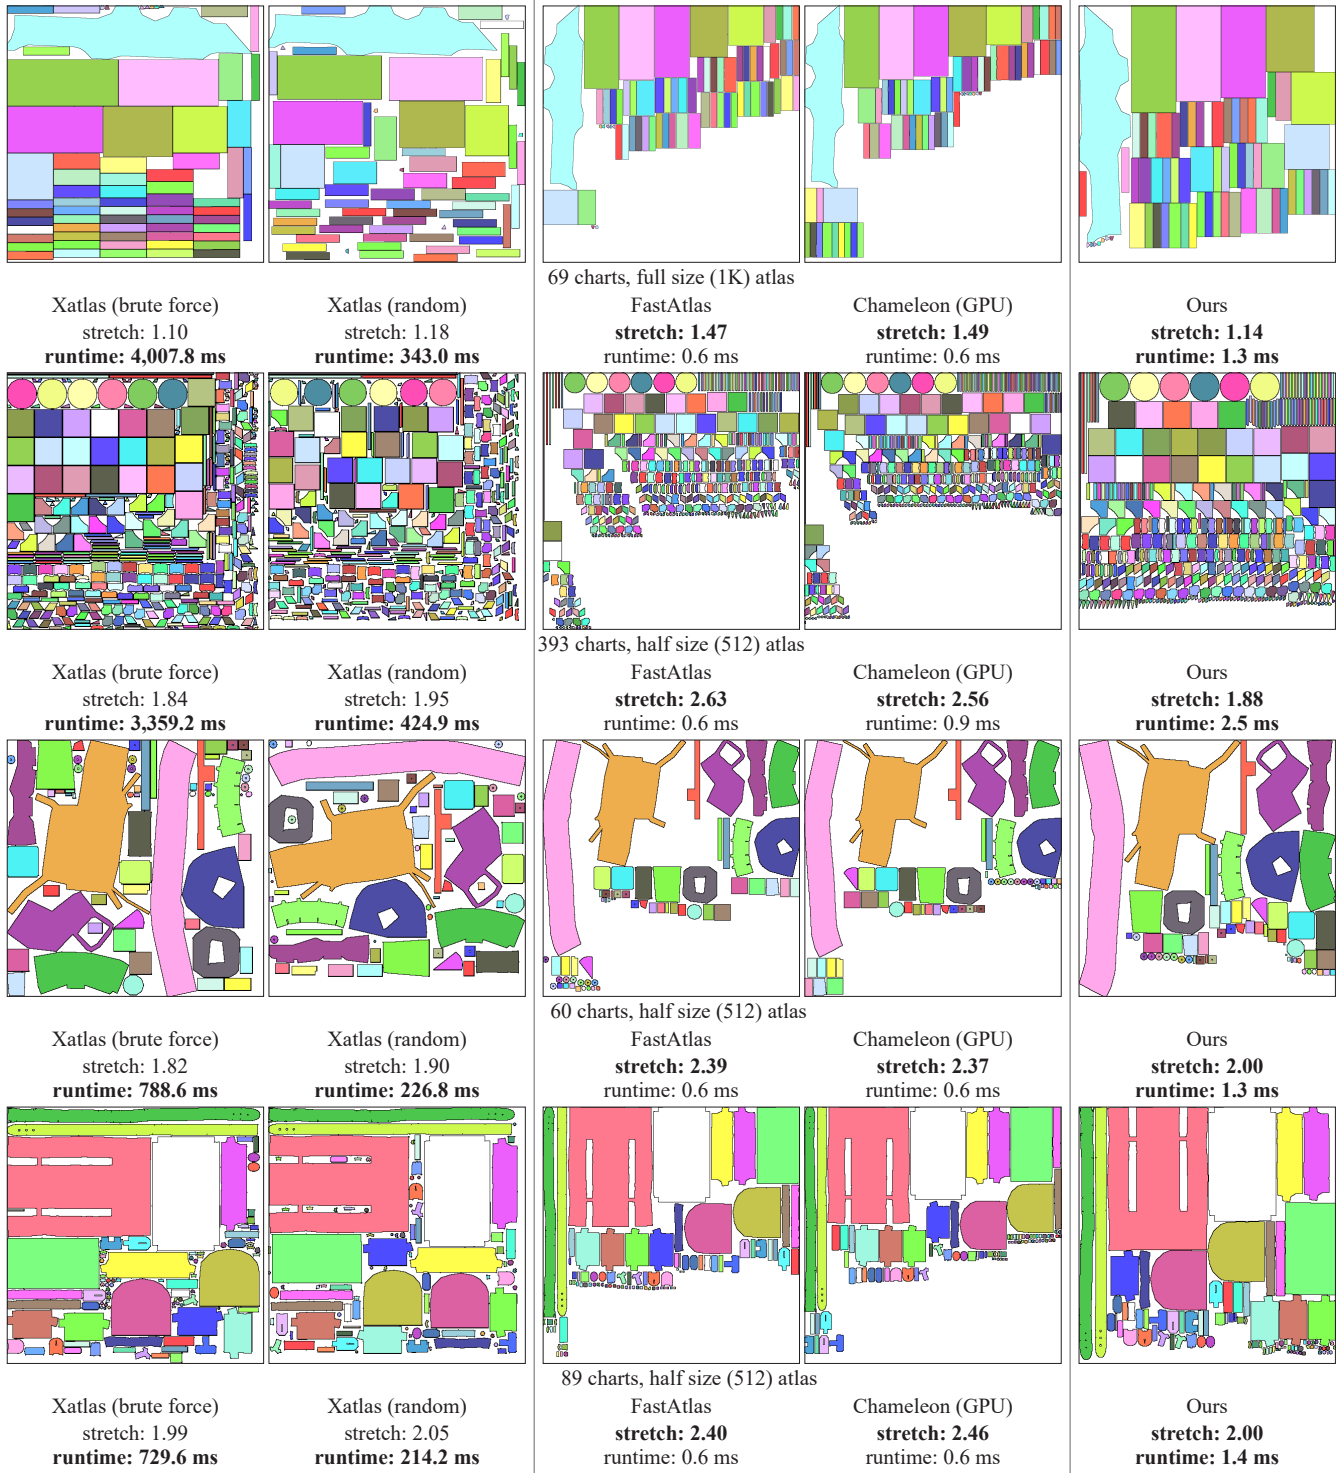 69 charts, full size (1K) atlas
Xatlas (brute force)
stretch: 1.10
runtime: 4,007.8 ms
Xatlas (random)
stretch: 1.18
runtime: 343.0 ms
FastAtlas
stretch: 1.47
runtime: 0.6 ms
Chameleon (GPU)
stretch: 1.49
runtime: 0.6 ms
Ours
stretch: 1.14
runtime: 1.3 ms
393 charts, half size (512) atlas
Xatlas (brute force)
stretch: 1.84
runtime: 3,359.2 ms
Xatlas (random)
stretch: 1.95
runtime: 424.9 ms
FastAtlas
stretch: 2.63
runtime: 0.6 ms
Chameleon (GPU)
stretch: 2.56
runtime: 0.9 ms
Ours
stretch: 1.88
runtime: 2.5 ms
60 charts, half size (512) atlas
Xatlas (brute force)
stretch: 1.82
runtime: 788.6 ms
Xatlas (random)
stretch: 1.90
runtime: 226.8 ms
FastAtlas
stretch: 2.39
runtime: 0.6 ms
Chameleon (GPU)
stretch: 2.37
runtime: 0.6 ms
Ours
stretch: 2.00
runtime: 1.3 ms
89 charts, half size (512) atlas
Xatlas (brute force)
stretch: 1.99
runtime: 729.6 ms
Xatlas (random)
stretch: 2.05
runtime: 214.2 ms
FastAtlas
stretch: 2.40
runtime: 0.6 ms
Chameleon (GPU)
stretch: 2.46
runtime: 0.6 ms
Ours
stretch: 2.00
runtime: 1.4 ms